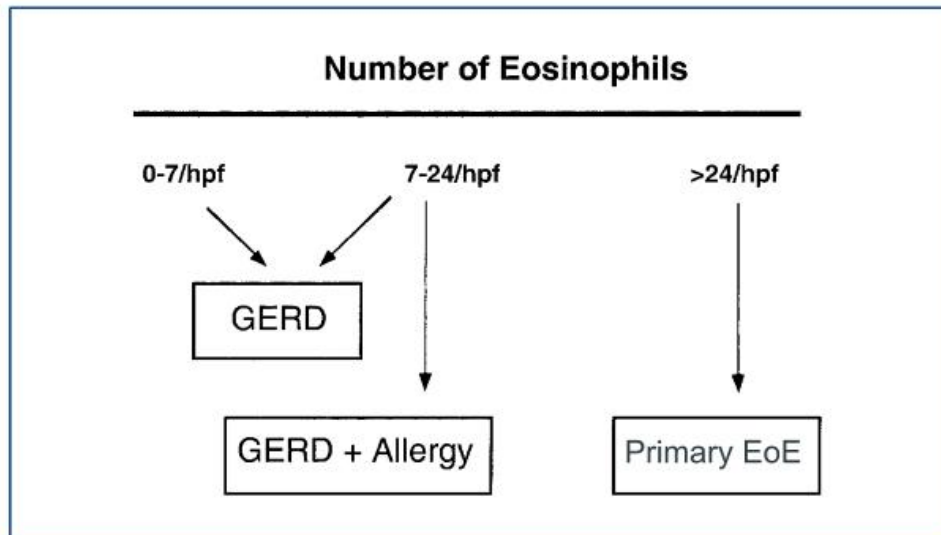 Number of Eosinophils
0-7/hpf 7-24/hpf >24/hpf
GERD
GERD + Allergy Primary EoE